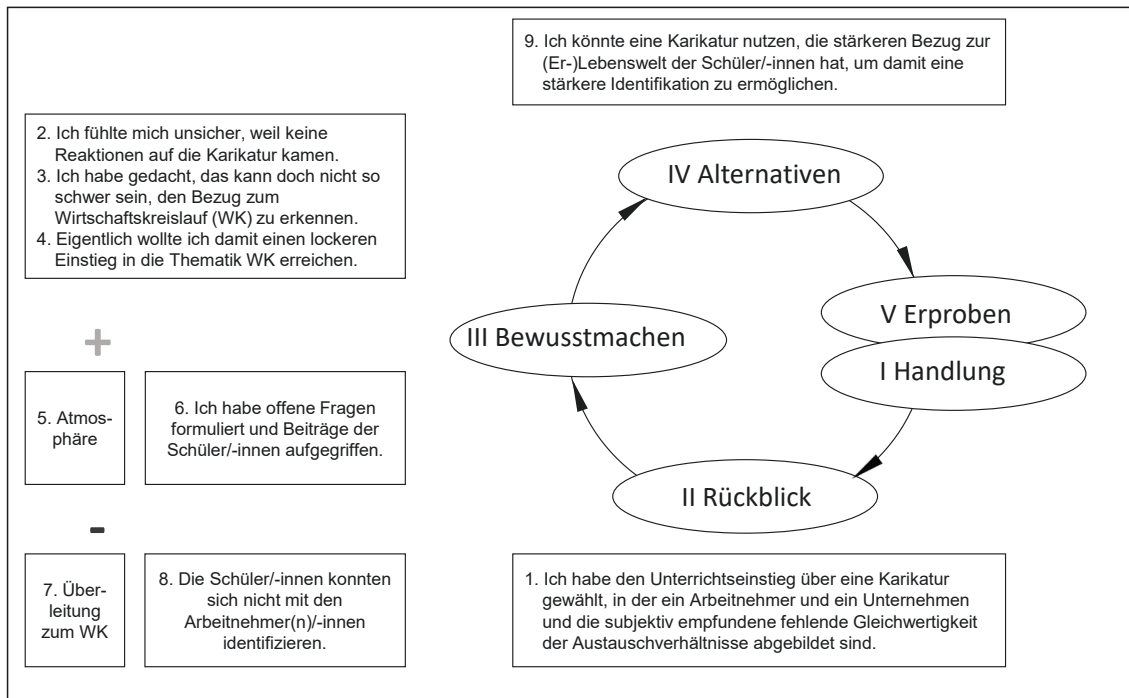 9. Ich könnte eine Karikatur nutzen, die stärkeren Bezug zur
(Er-)Lebenswelt der Schüler/-innen hat, um damit eine
stärkere Identifikation zu ermöglichen.
2. Ich fühlte mich unsicher, weil keine
Reaktionen auf die Karikatur kamen.
3. Ich habe gedacht, das kann doch nicht so
schwer sein, den Bezug zum
Wirtschaftskreislauf (WK) zu erkennen.
4. Eigentlich wollte ich damit einen lockeren
Einstieg in die Thematik WK erreichen.
IV Alternativen
V Erproben
III Bewusstmachen
I Handlung
II Rückblick
+
5. Atmos-
phäre
6. Ich habe offene Fragen
formuliert und Beiträge der
Schüler/-innen aufgegriffen.
-
7. Über-
leitung
zum WK
8. Die Schüler/-innen konnten
sich nicht mit den
Arbeitnehmer(n)/-innen
identifizieren.
1. Ich habe den Unterrichtseinstieg über eine Karikatur
gewählt, in der ein Arbeitnehmer und ein Unternehmen
und die subjektiv empfundene fehlende Gleichwertigkeit
der Austauschverhältnisse abgebildet sind.